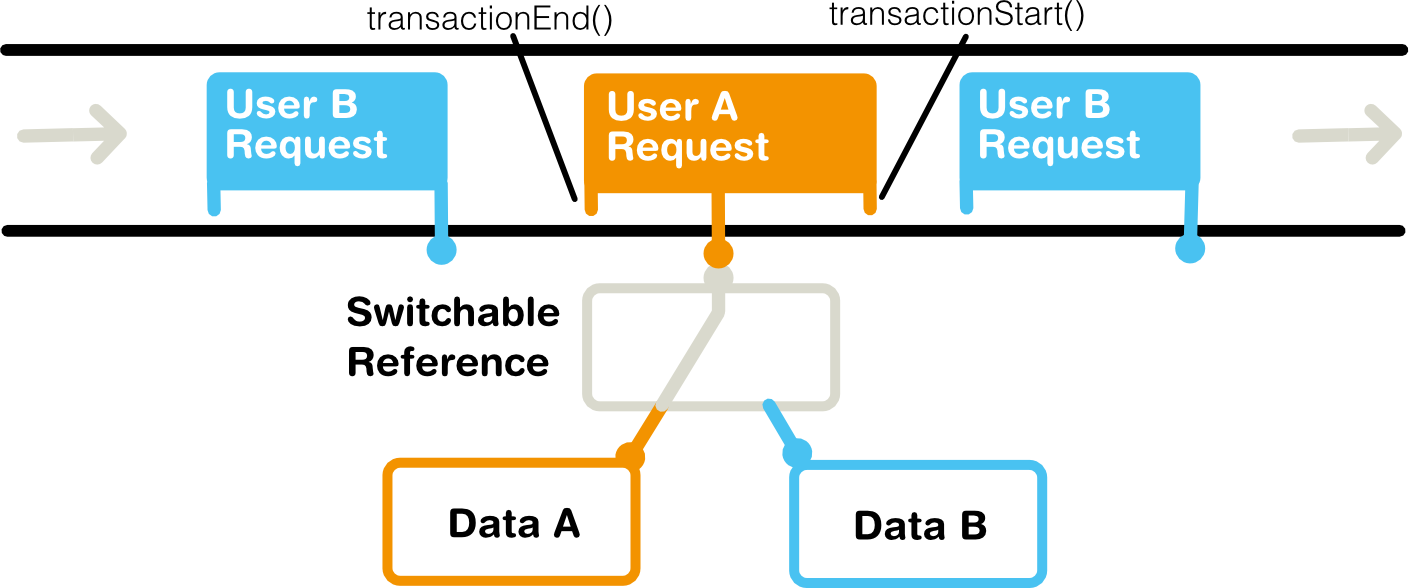 transactionEnd()
transactionStart()
User B
Request
User A
Request
User B
Request
Switchable
Reference
Data A
Data B